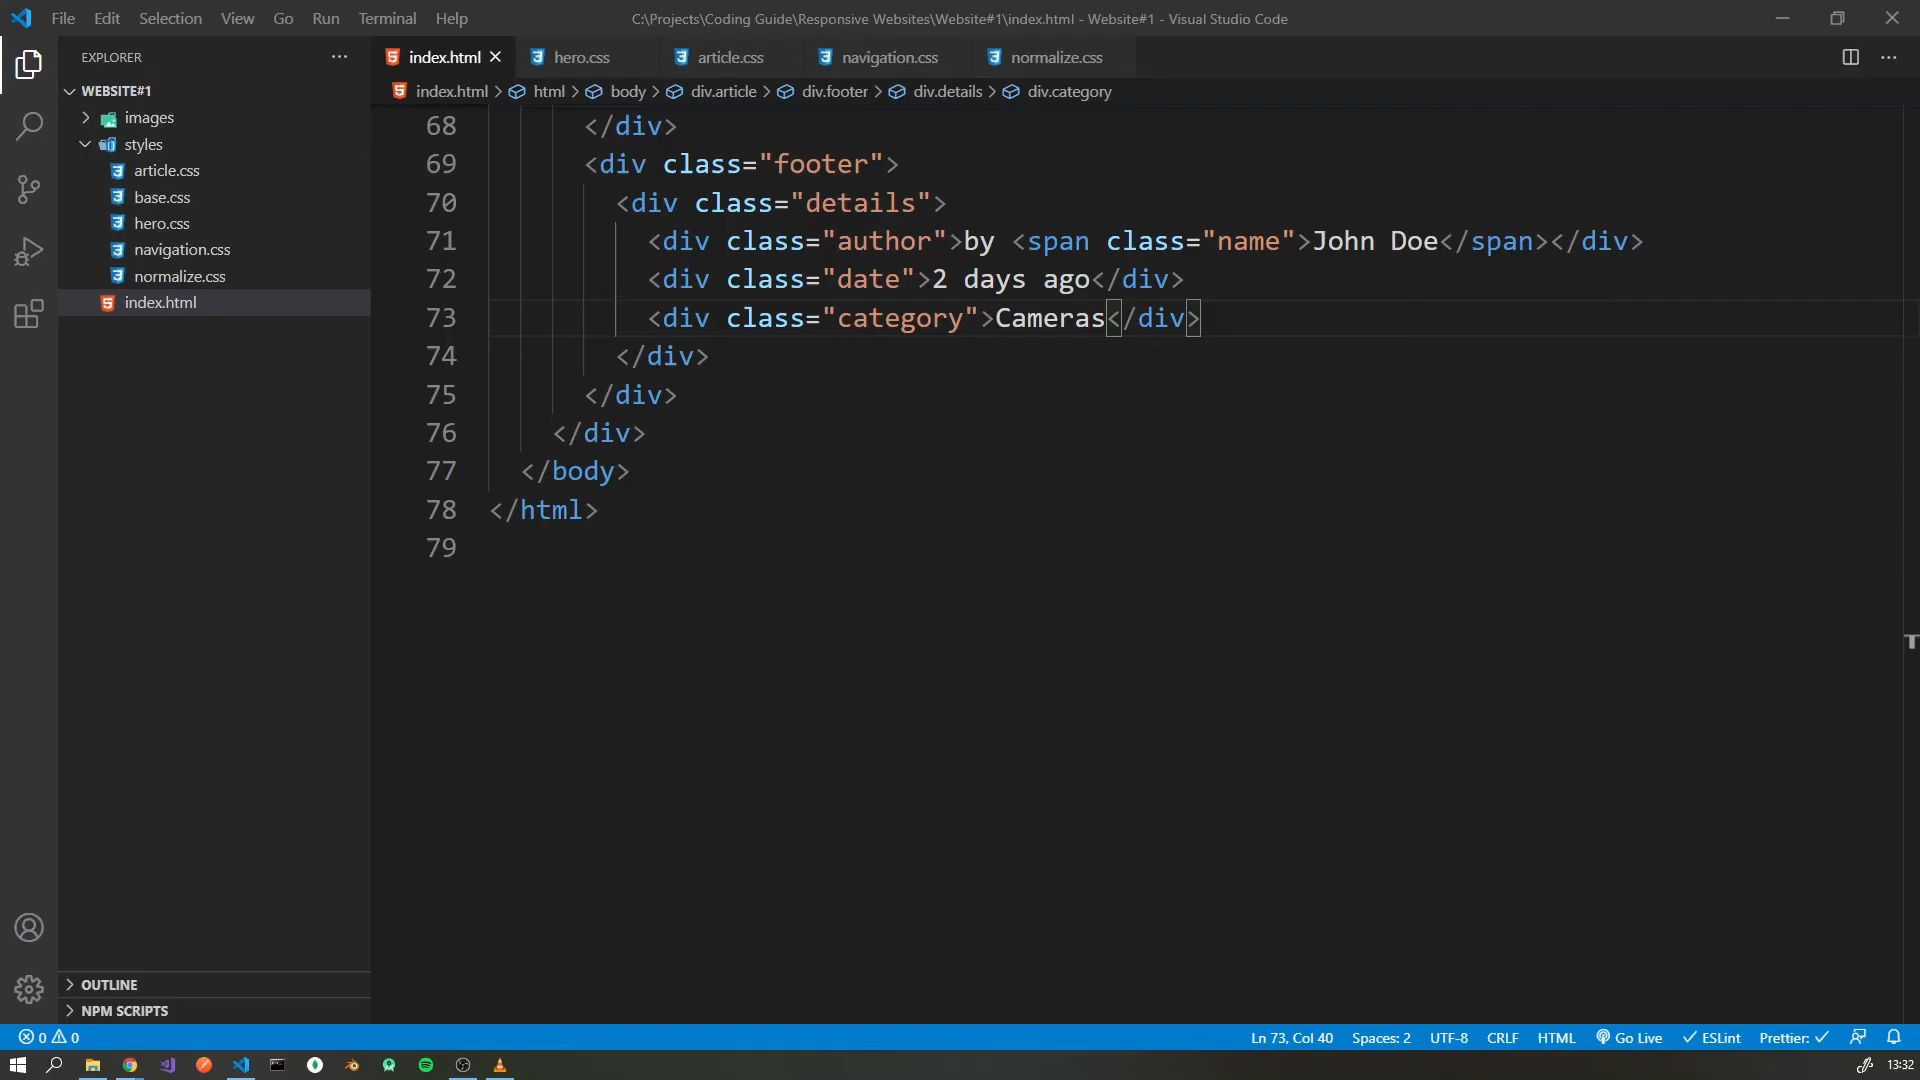 File Edit Selection View Go Run Terminal Help
C:\Projects\Coding Guide\Responsive Websites\Website#1\index.html - Website#1 - Visual Studio Code
EXPLORER
WEBSITE#1
images
styles
article.css
base.css
hero.css
navigation.css
normalize.css
index.html
OUTLINE
NPM SCRIPTS
index.html hero.css article.css navigation.css normalize.css
index.html > html > body > div.article > div.footer > div.details > div.category
68 </div>
69 <div class="footer">
70 <div class="details">
71 <div class="author">by <span class="name">John Doe</span></div>
72 <div class="date">2 days ago</div>
73 <div class="category">Cameras</div>
74 </div>
75 </div>
76 </div>
77 </body>
78 </html>
79
0 0 Ln 73, Col 40 Spaces: 2 UTF-8 CRLF HTML Go Live ESLint Prettier:
13:32